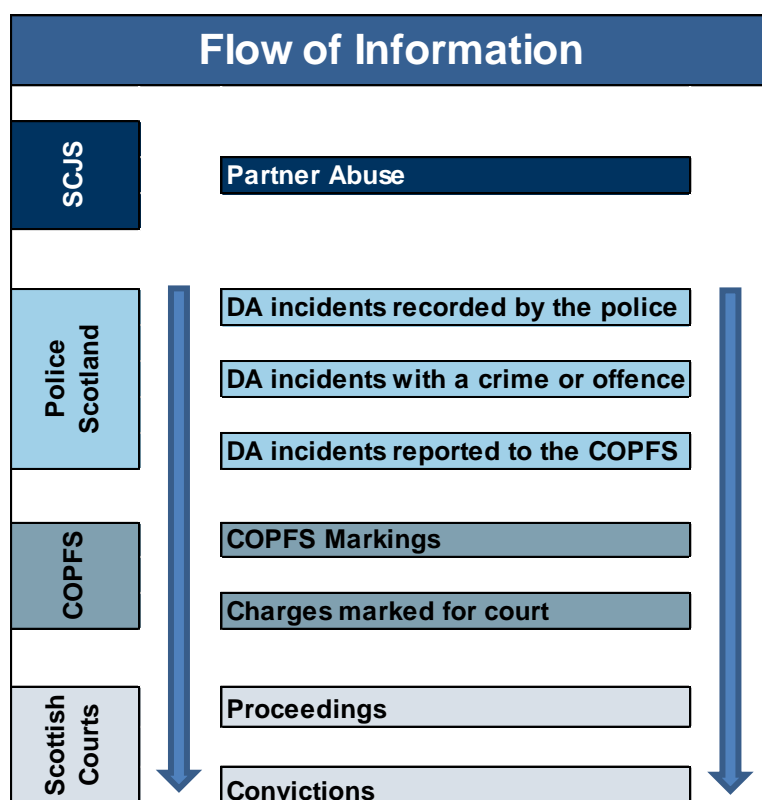 Flow of Information
SCJS
Partner Abuse
Police
Scotland
DA incidents recorded by the police
DA incidents with a crime or offence
DA incidents reported to the COPFS
COPFS
COPFS Markings
Charges marked for court
Scottish
Courts
Proceedings
Convictions